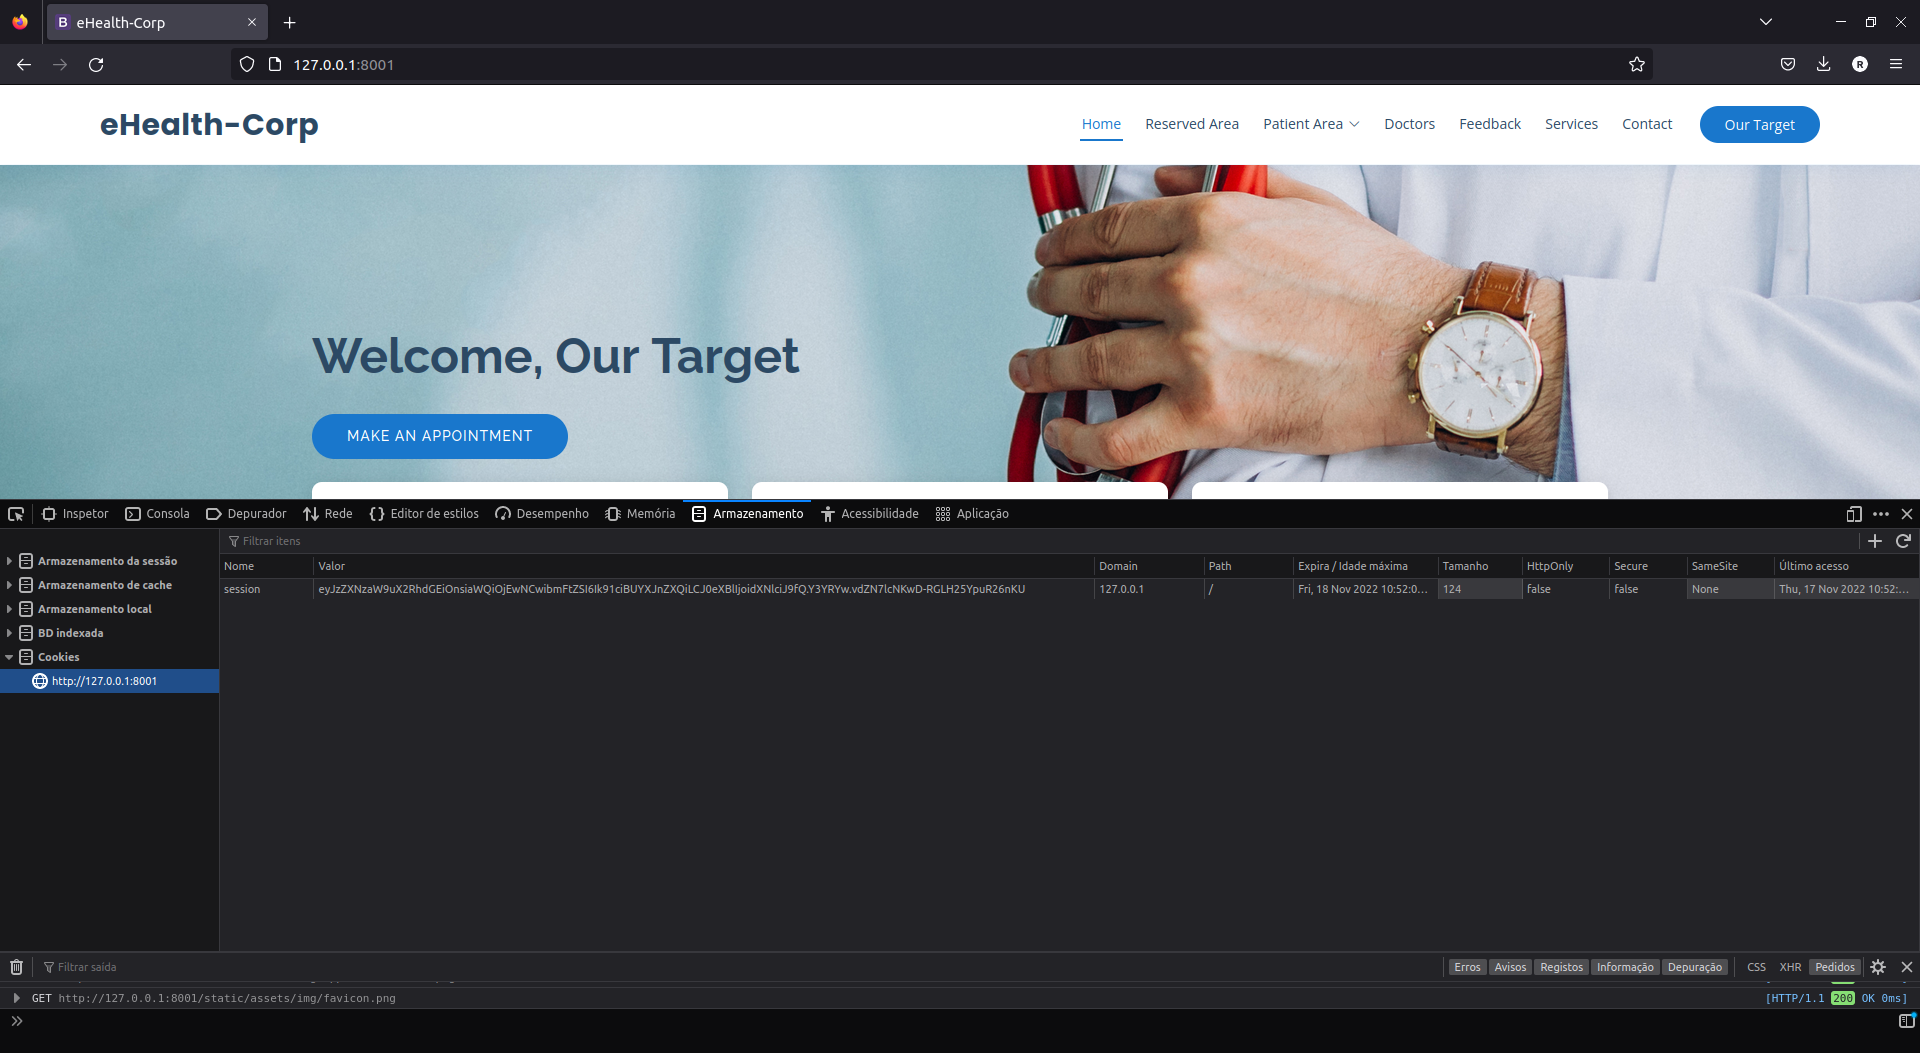 eHealth-Corp
127.0.0.1:8001
eHealth-Corp
Home Reserved Area Patient Area Doctors Feedback Services Contact Our Target
Welcome, Our Target
MAKE AN APPOINTMENT
Inspetor Consola Depurador Rede Editor de estilos Desempenho Memória Armazenamento Acessibilidade Aplicação
Filtrar itens
Armazenamento da sessão
Armazenamento de cache
Armazenamento local
BD indexada
Cookies
http://127.0.0.1:8001
Nome Valor Domain Path Expira / Idade máxima Tamanho HttpOnly Secure SameSite Último acesso
session eyJzZXNzaW9uX2RhdGEiOnsiaWQiOjEwNCwibmFtZSI6Ik91ciBUYXJnZXQiLCJ0eXBlIjoidXNlciJ9fQ.Y3YRYw.vdZN7lcNKwD-RGLH25YpuR26nKU 127.0.0.1 / Fri, 18 Nov 2022 10:52:0... 124 false false None Thu, 17 Nov 2022 10:52:...
Filtrar saída
Erros Avisos Registos Informação Depuração CSS XHR Pedidos
GET http://127.0.0.1:8001/static/assets/img/favicon.png [HTTP/1.1 200 OK 0ms]